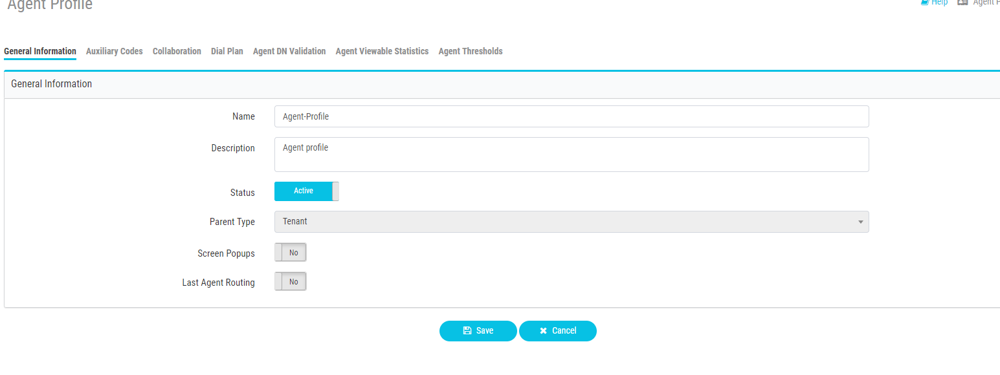 Agent Profile
Help Agent P
General Information Auxiliary Codes Collaboration Dial Plan Agent DN Validation Agent Viewable Statistics Agent Thresholds
General Information
Name Agent-Profile
Description Agent profile
Status Active
Parent Type Tenant
Screen Popups No
Last Agent Routing No
Save Cancel